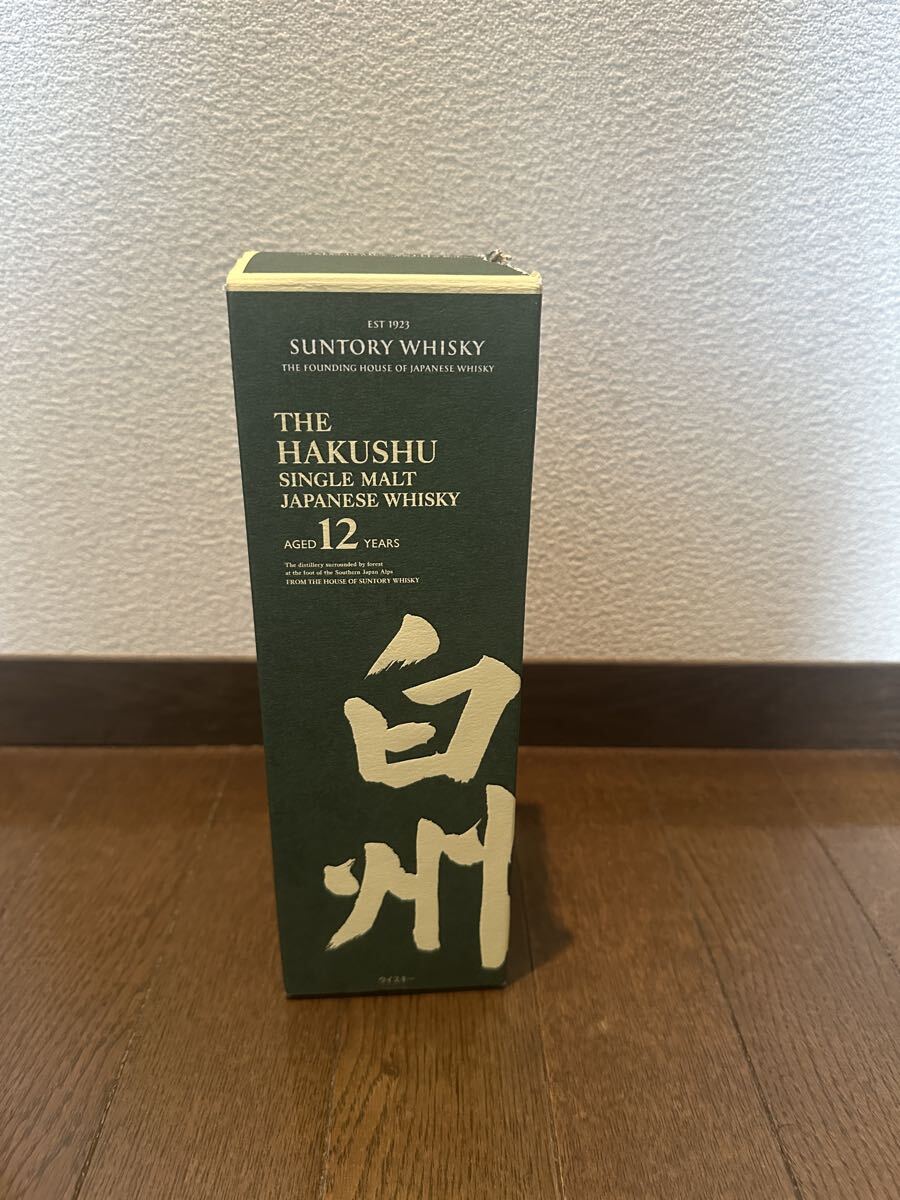 EST 1923
SUNTORY WHISKY
THE FOUNDING HOUSE OF JAPANESE WHISKY
THE
HAKUSHU
SINGLE MALT
JAPANESE WHISKY
AGED 12 YEARS
The distillery surrounded by forest
at the foot of the Southern Japan Alps
FROM THE HOUSE OF SUNTORY WHISKY
白州
ウイスキー